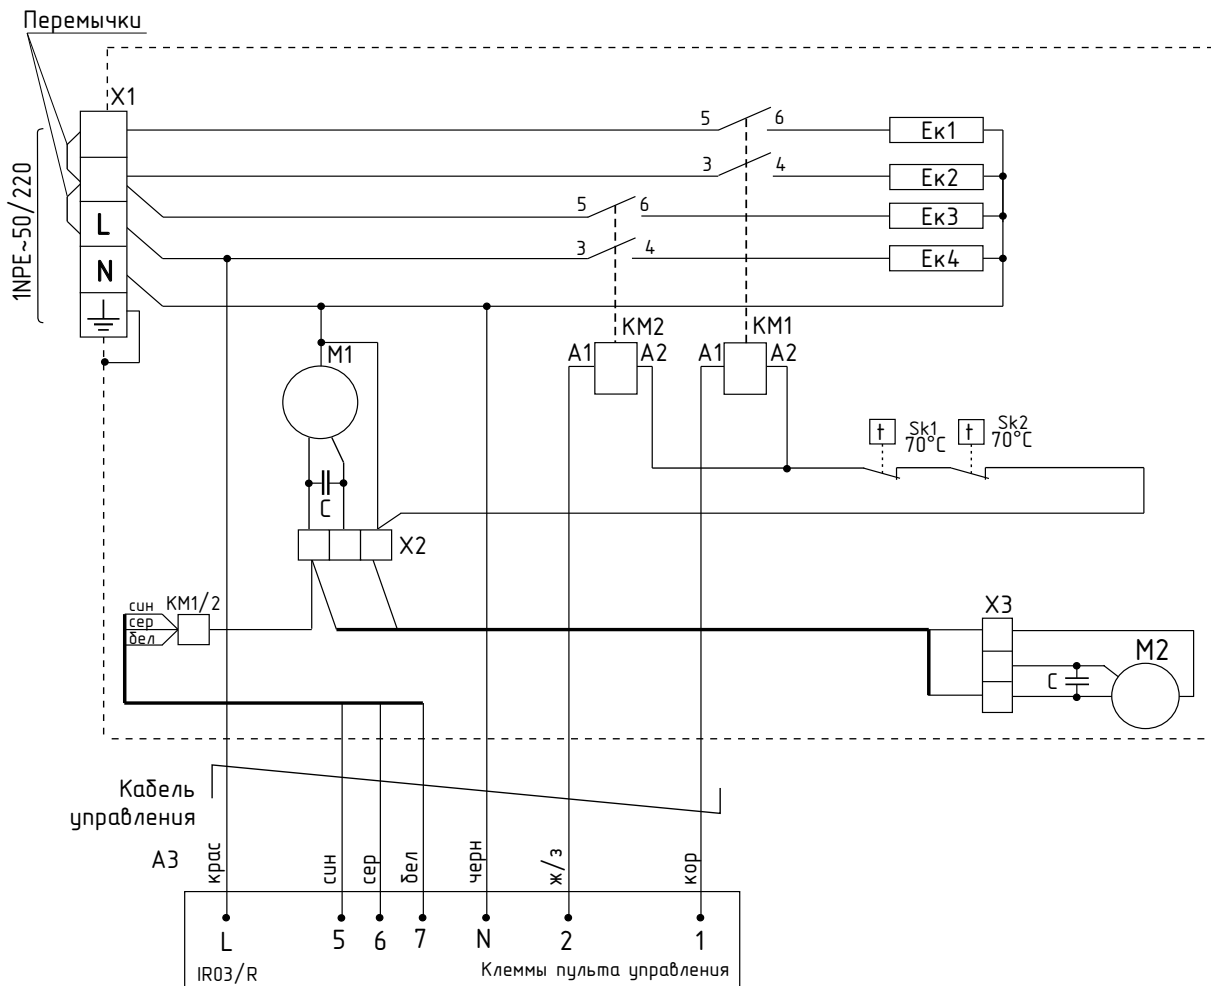 Перемычки
X1
5
6
Ек1
3
4
Ек2
1NPE~50/220
5
6
Ек3
L
3
4
Ек4
N
КМ2
КМ1
М1
А1
А2
А1
А2
t
Sk1
70°C
t
Sk2
70°C
С
X2
син
сер
бел
КМ1/2
X3
М2
С
Кабель
управления
А3
крас
син
сер
бел
черн
ж/з
кор
L
5
6
7
N
2
1
IR03/R
Клеммы пульта управления